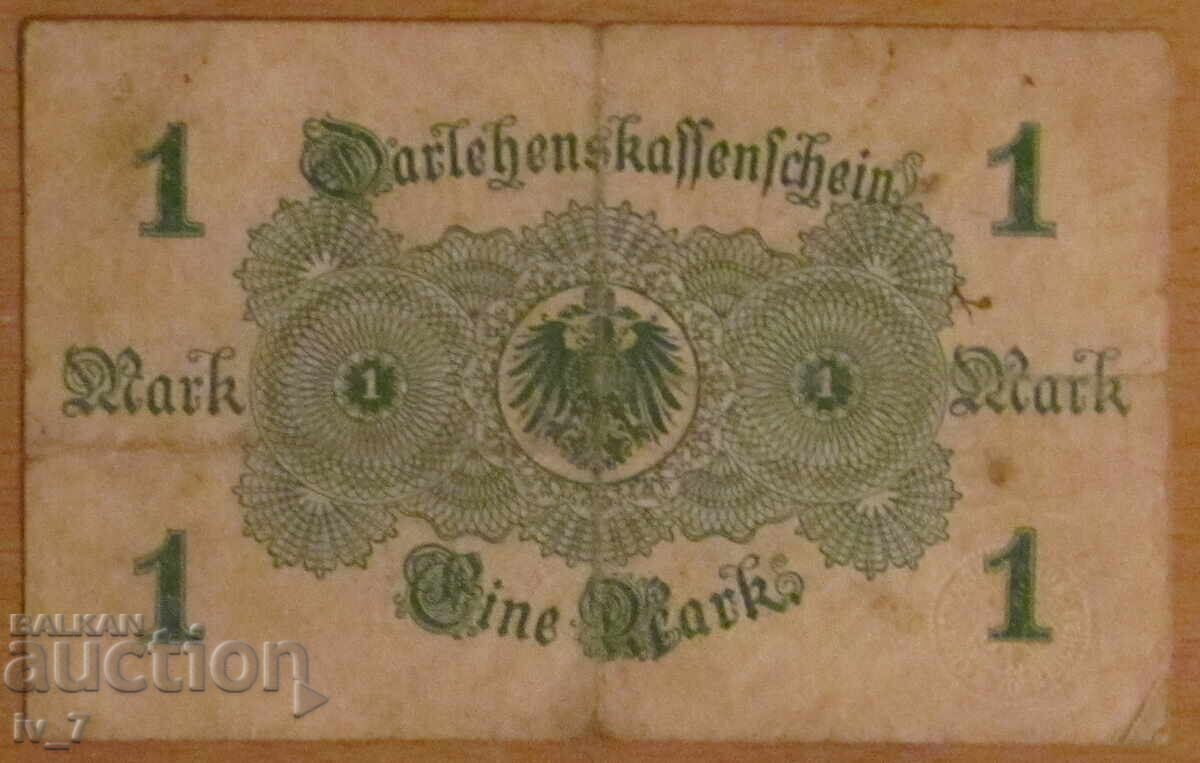 Darlehenskassenschein
1 1
Mark 1 1 Mark
Eine Mark
1 1
BALKAN
auction
iv_7